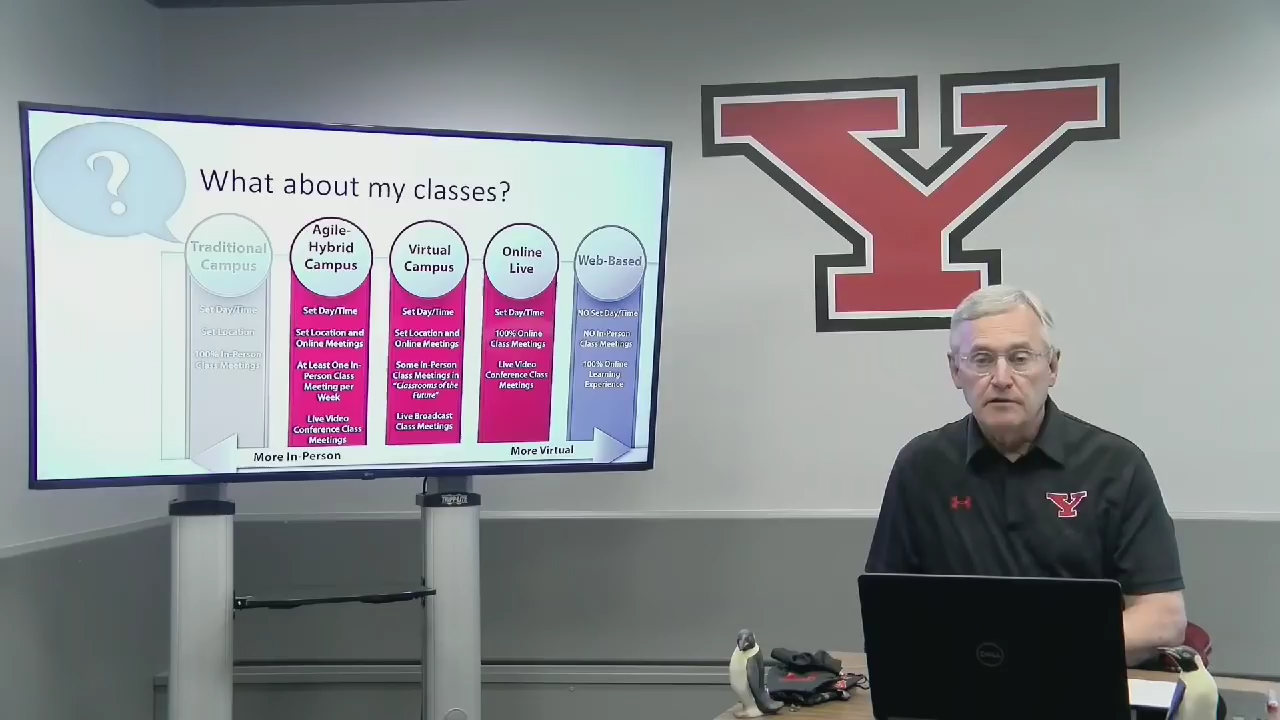 ?
What about my classes?
Traditional
Campus
Set Day/Time
Set Location
100% In-Person
Class Meetings
Agile-
Hybrid
Campus
Set Day/Time
Set Location and
Online Meetings
At Least One In-
Person Class
Meeting per
Week
Live Video
Conference Class
Meetings
Virtual
Campus
Set Day/Time
Set Location and
Online Meetings
Some In-Person
Class Meetings in
"Classrooms of the
Future"
Live Broadcast
Class Meetings
Online
Live
Set Day/Time
100% Online
Class Meetings
Live Video
Conference Class
Meetings
Web-Based
NO Set Day/Time
NO In-Person
Class Meetings
100% Online
Learning
Experience
More In-Person
More Virtual
TRIPP-LITE
Y
Y
DELL